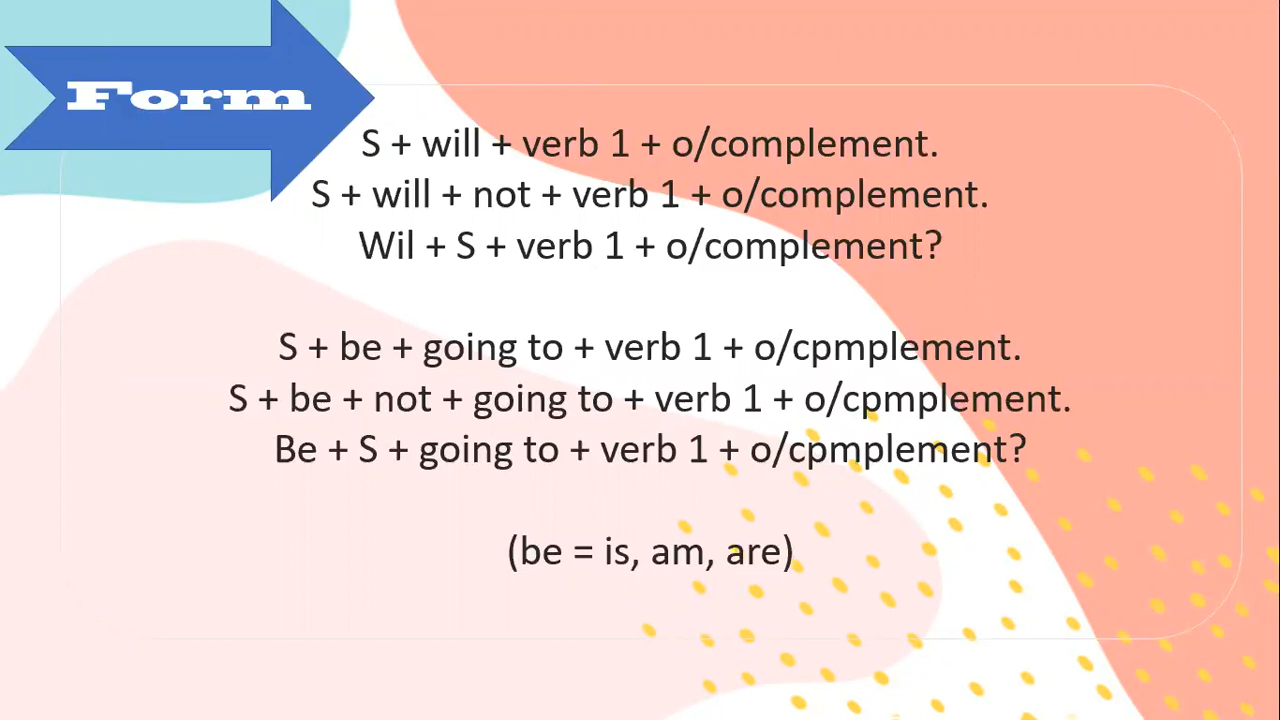 Form
S + will + verb 1 + o/complement.
S + will + not + verb 1 + o/complement.
Wil + S + verb 1 + o/complement?
S + be + going to + verb 1 + o/cpmplement.
S + be + not + going to + verb 1 + o/cpmplement.
Be + S + going to + verb 1 + o/cpmplement?
(be = is, am, are)